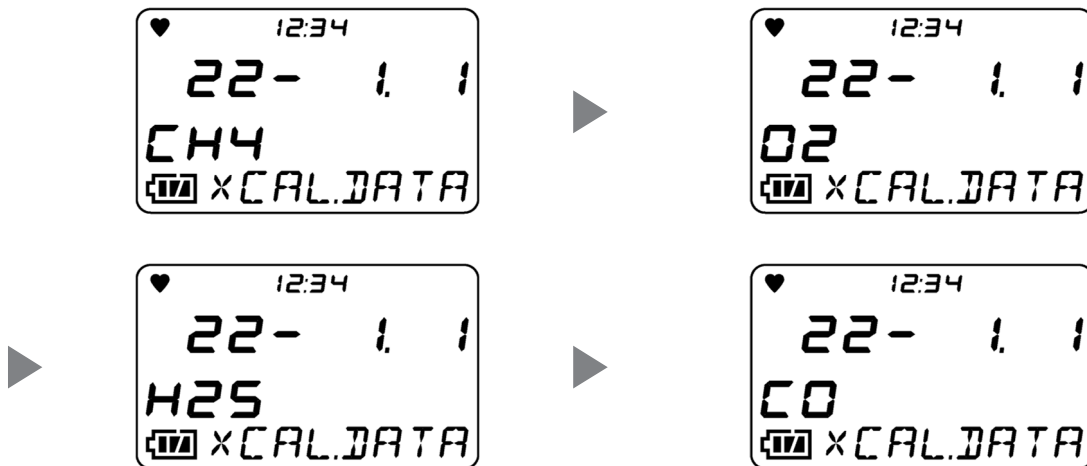 12:34
22- 1. 1
CH4
×CAL.DATA
12:34
22- 1. 1
O2
×CAL.DATA
12:34
22- 1. 1
H2S
×CAL.DATA
12:34
22- 1. 1
CO
×CAL.DATA